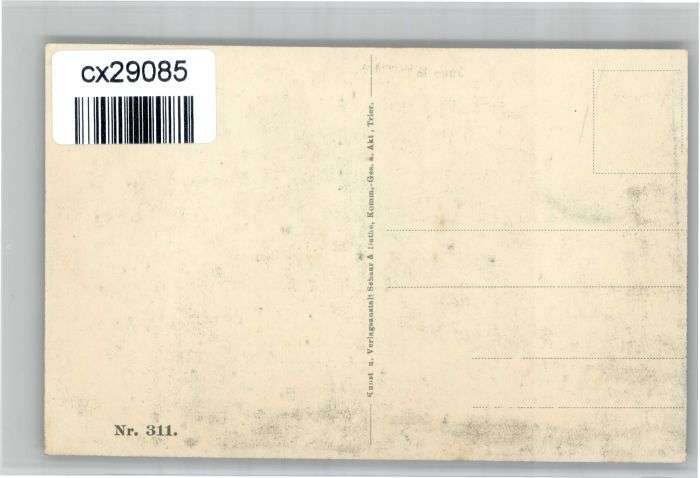 cx29085
Kunst u. Verlagsanstalt Schaar & Dathe, Komm.-Ges. a. Akt., Trier.
Nr. 311.